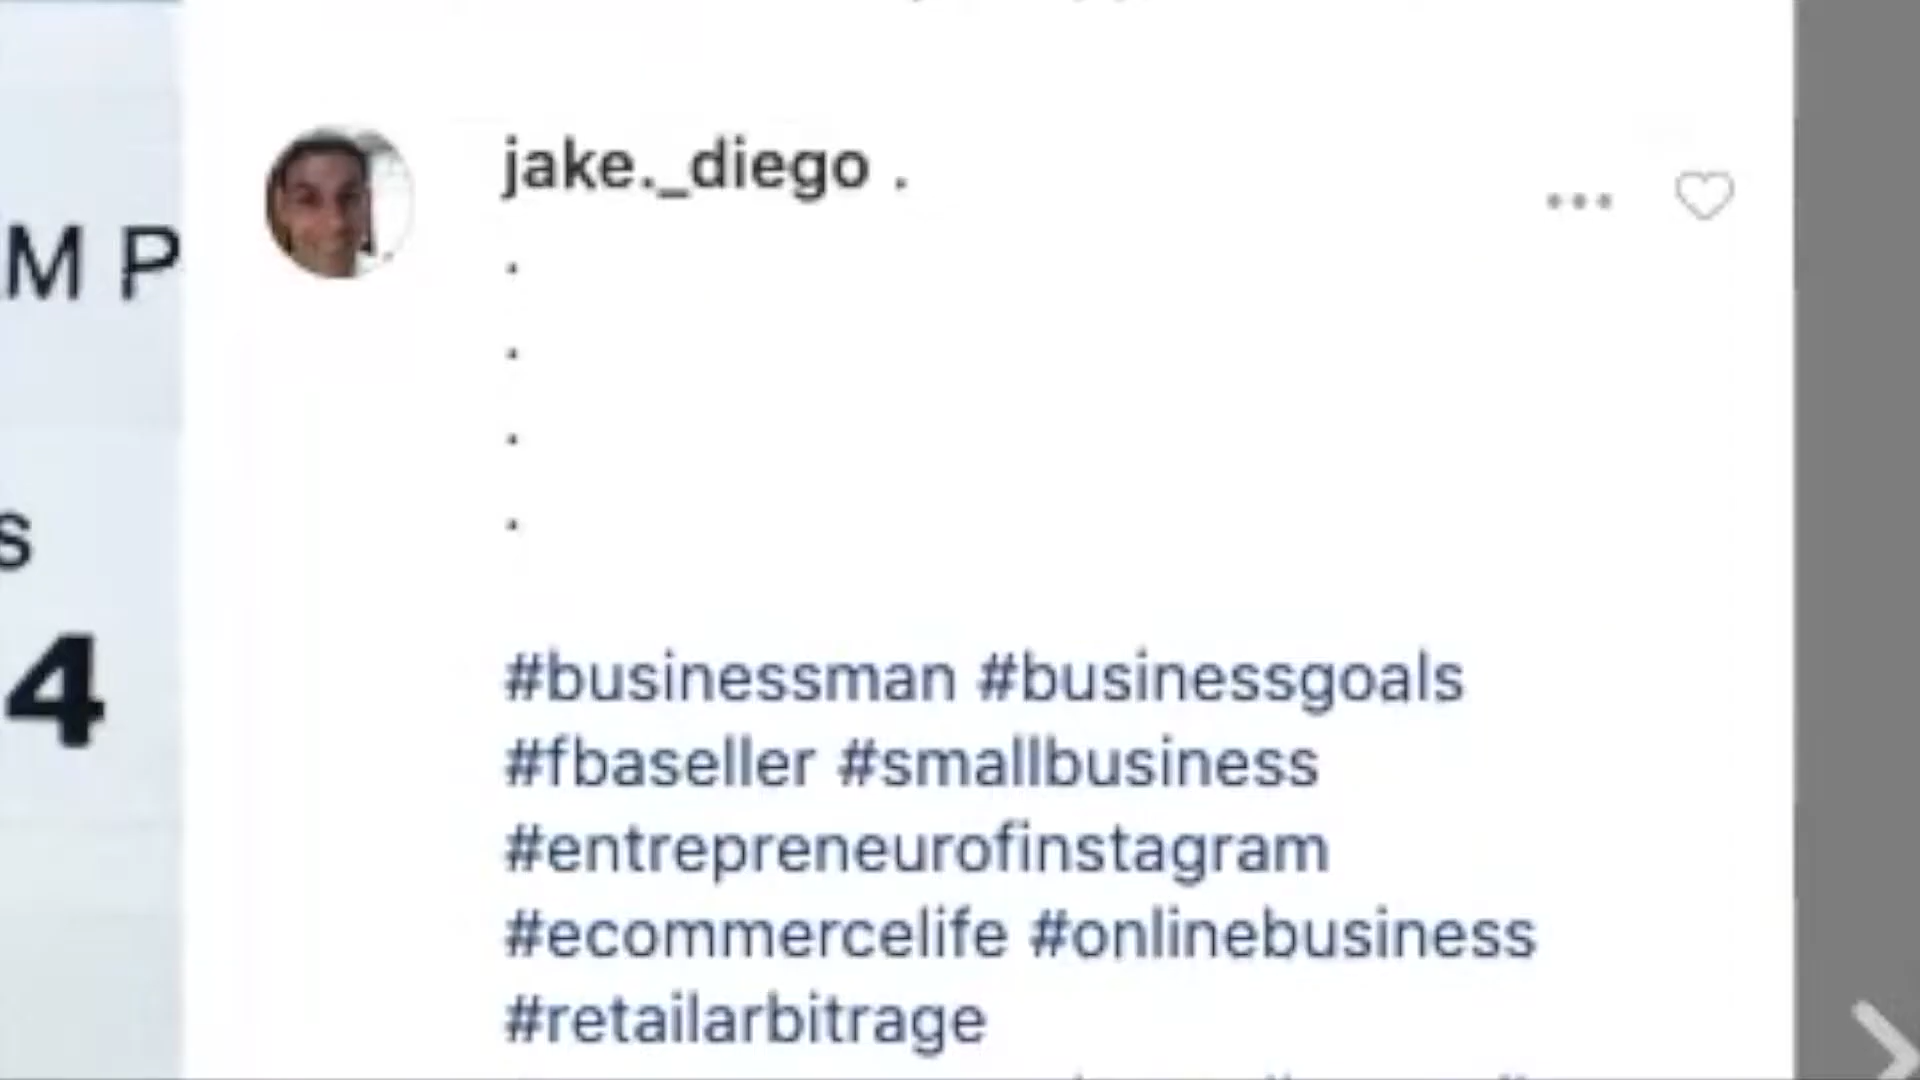 jake._diego .
.
.
.
.
#businessman #businessgoals
#fbaseller #smallbusiness
#entrepreneurofinstagram
#ecommercelife #onlinebusiness
#retailarbitrage
M P
s
4